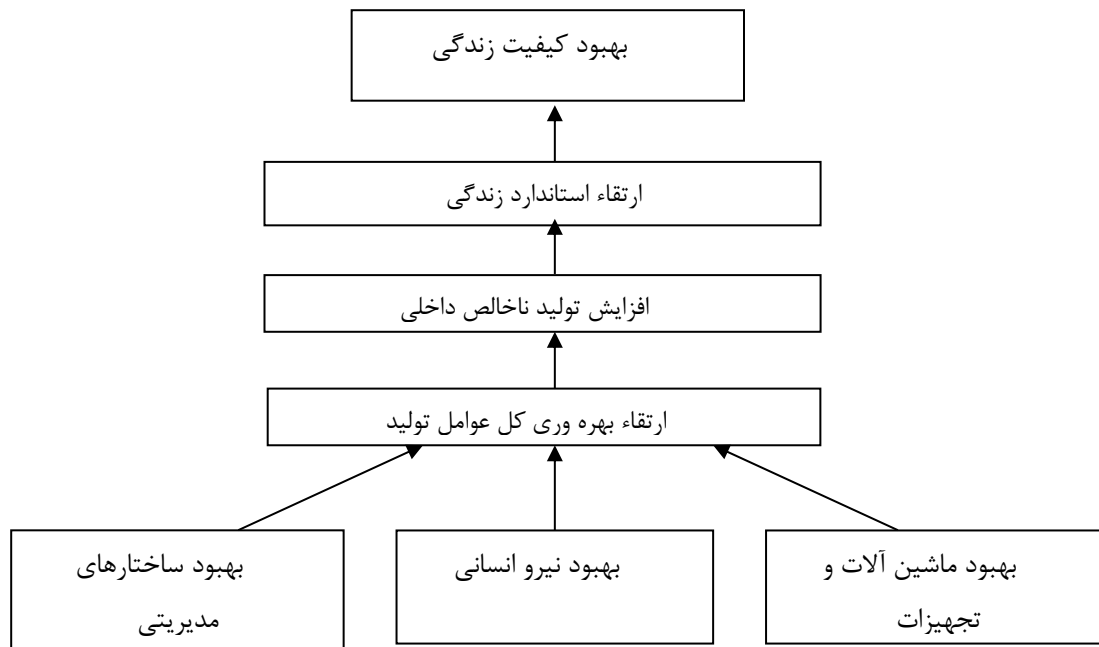 بهبود کیفیت زندگی
ارتقاء استاندارد زندگی
افزایش تولید ناخالص داخلی
ارتقاء بهره وری کل عوامل تولید
بهبود ماشین آلات و
تجهیزات
بهبود نیرو انسانی
بهبود ساختارهای
مدیریتی